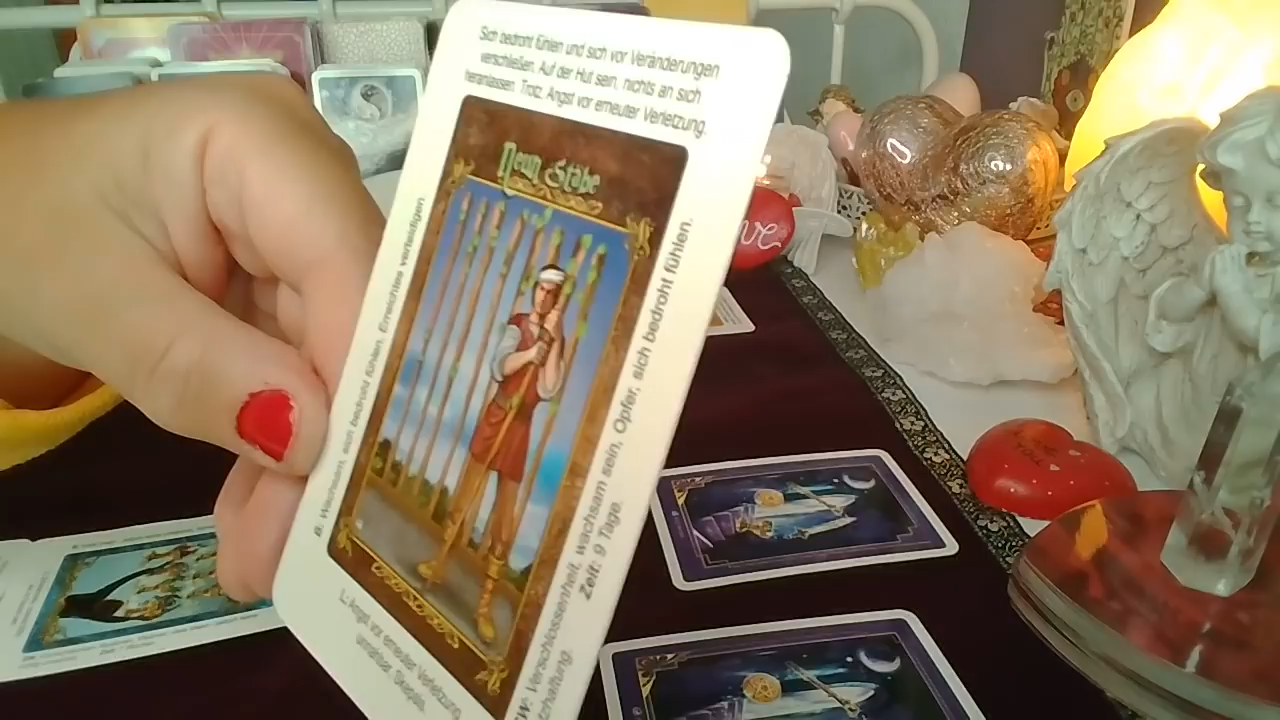 Sich bedroht fühlen und sich vor Veränderungen
verschließen. Auf der Hut sein, nichts an sich
heranlassen. Trotz. Angst vor erneuter Verletzung.
Neun Stäbe
B: Wachsam, sich bedroht fühlen, Erreichtes verteidigen.
Verschlossenheit, wachsam sein, Opfer, sich bedroht fühlen.
Zeit: 9 Tage.
L: Angst vor erneuter Verletzung,
ve
YOU